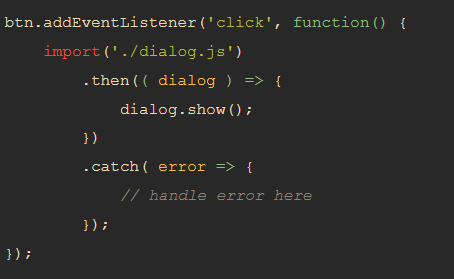 btn.addEventListener('click', function() {
    import('./dialog.js')
        .then(( dialog ) => {
            dialog.show();
        })
        .catch( error => {
            // handle error here
        });
});